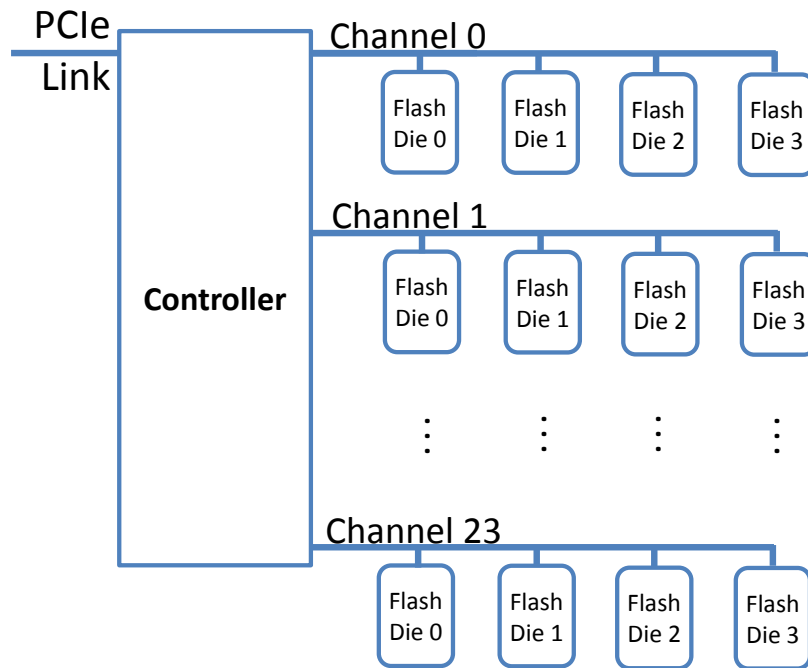 PCIe
Link
Channel 0
Flash
Die 0
Flash
Die 1
Flash
Die 2
Flash
Die 3
Channel 1
Flash
Die 0
Flash
Die 1
Flash
Die 2
Flash
Die 3
Controller
Channel 23
Flash
Die 0
Flash
Die 1
Flash
Die 2
Flash
Die 3